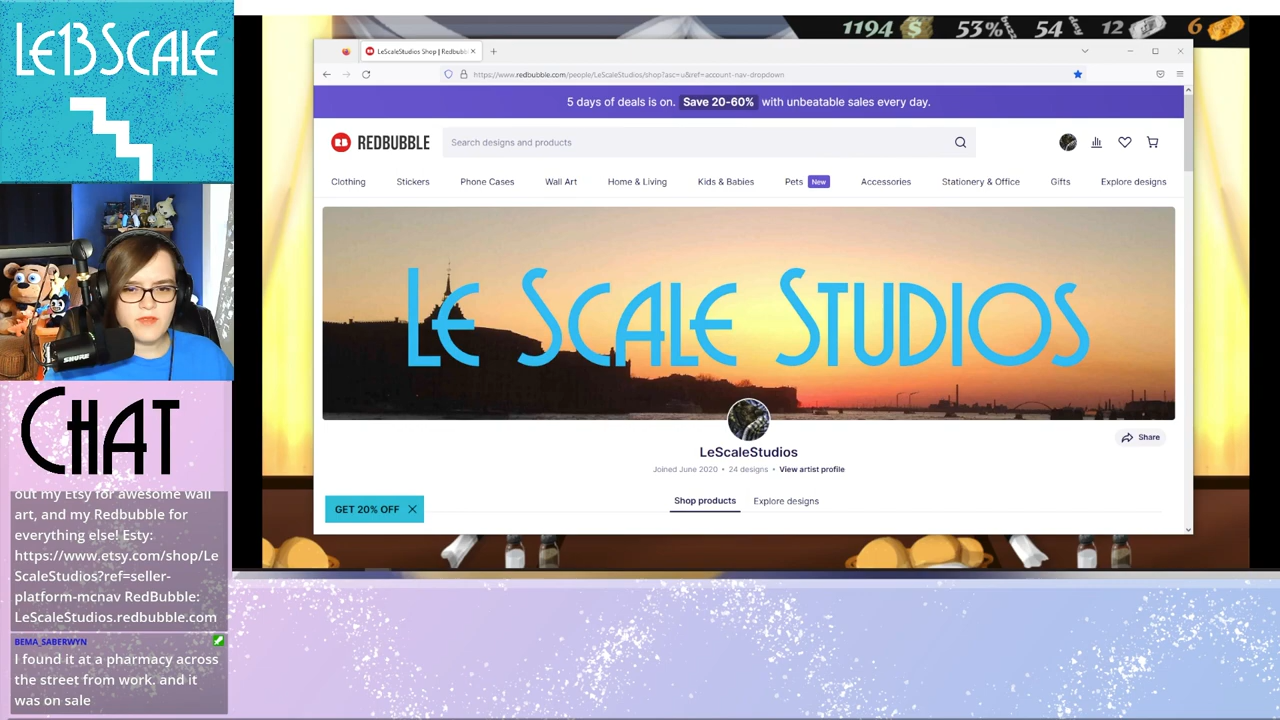 LE13SCALE
1194 $ 53% buzz 54 day 12 6
LeScaleStudios Shop | Redbubb
https://www.redbubble.com/people/LeScaleStudios/shop?asc=u&ref=account-nav-dropdown
5 days of deals is on. Save 20-60% with unbeatable sales every day.
RB REDBUBBLE Search designs and products
Clothing Stickers Phone Cases Wall Art Home & Living Kids & Babies Pets New Accessories Stationery & Office Gifts Explore designs
LE SCALE STUDIOS
SHURE
Share
LeScaleStudios
Joined June 2020 • 24 designs • View artist profile
Shop products Explore designs
GET 20% OFF
CHAT
out my Etsy for awesome wall
art, and my Redbubble for
everything else! Esty:
https://www.etsy.com/shop/Le
ScaleStudios?ref=seller-
platform-mcnav RedBubble:
LeScaleStudios.redbubble.com
BEMA_SABERWYN
I found it at a pharmacy across
the street from work. and it
was on sale